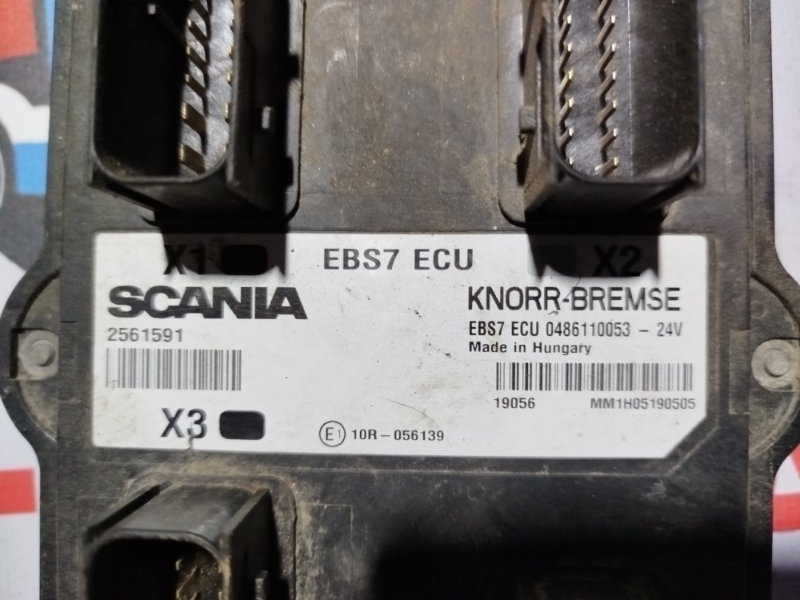 X1 EBS7 ECU X2
SCANIA KNORR-BREMSE
2561591 EBS7 ECU 0486110053 - 24V
Made in Hungary
19056 MM1H05190505
X3 E1 10R-056139